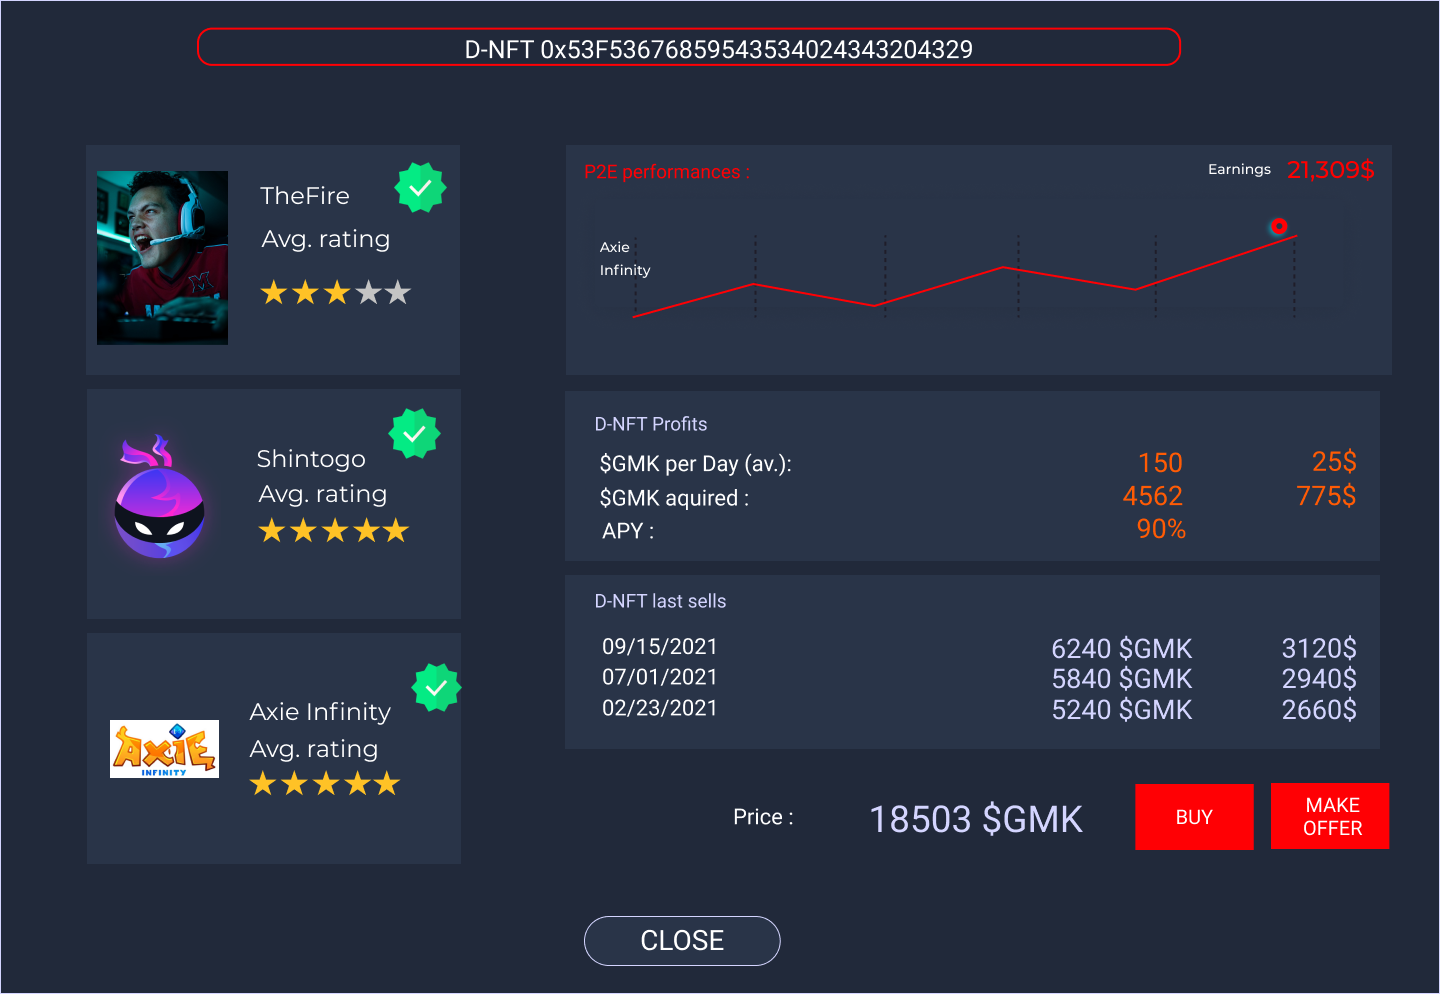 D-NFT 0x53F53676859543534024343204329
TheFire
Avg. rating
Shintogo
Avg. rating
AXIE
INFINITY
Axie Infinity
Avg. rating
P2E performances :
Earnings 21,309$
Axie
Infinity
D-NFT Profits
$GMK per Day (av.): 150 25$
$GMK aquired : 4562 775$
APY : 90%
D-NFT last sells
09/15/2021 6240 $GMK 3120$
07/01/2021 5840 $GMK 2940$
02/23/2021 5240 $GMK 2660$
Price : 18503 $GMK
BUY
MAKE
OFFER
CLOSE